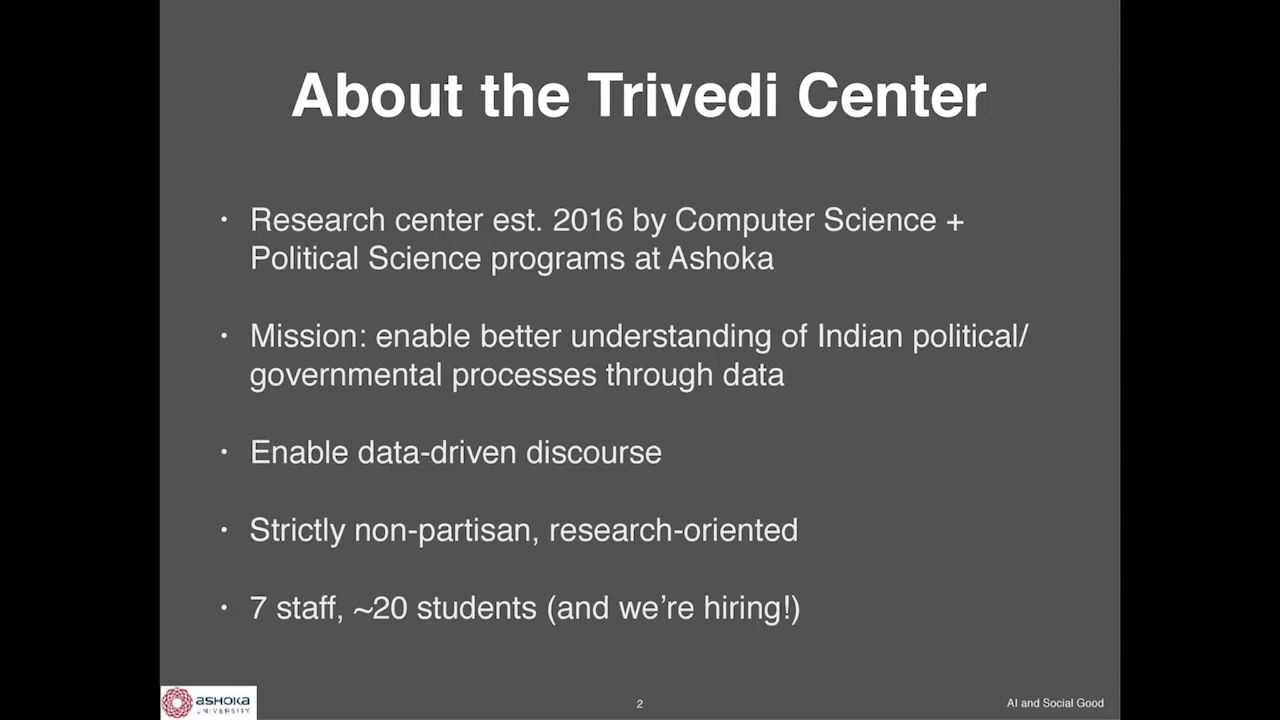 About the Trivedi Center
• Research center est. 2016 by Computer Science +
Political Science programs at Ashoka
• Mission: enable better understanding of Indian political/
governmental processes through data
• Enable data-driven discourse
• Strictly non-partisan, research-oriented
• 7 staff, ~20 students (and we’re hiring!)
ASHOKA
UNIVERSITY
2
AI and Social Good